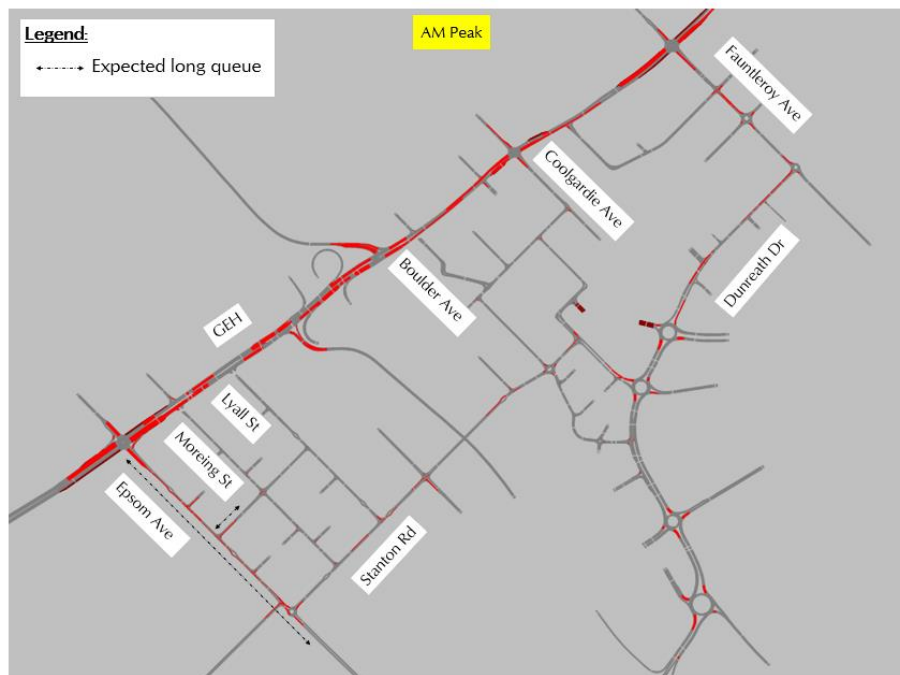 Legend:
Expected long queue
AM Peak
Fauntleroy Ave
Coolgardie Ave
Boulder Ave
Dunreath Dr
GEH
Lyall St
Moreing St
Epsom Ave
Stanton Rd